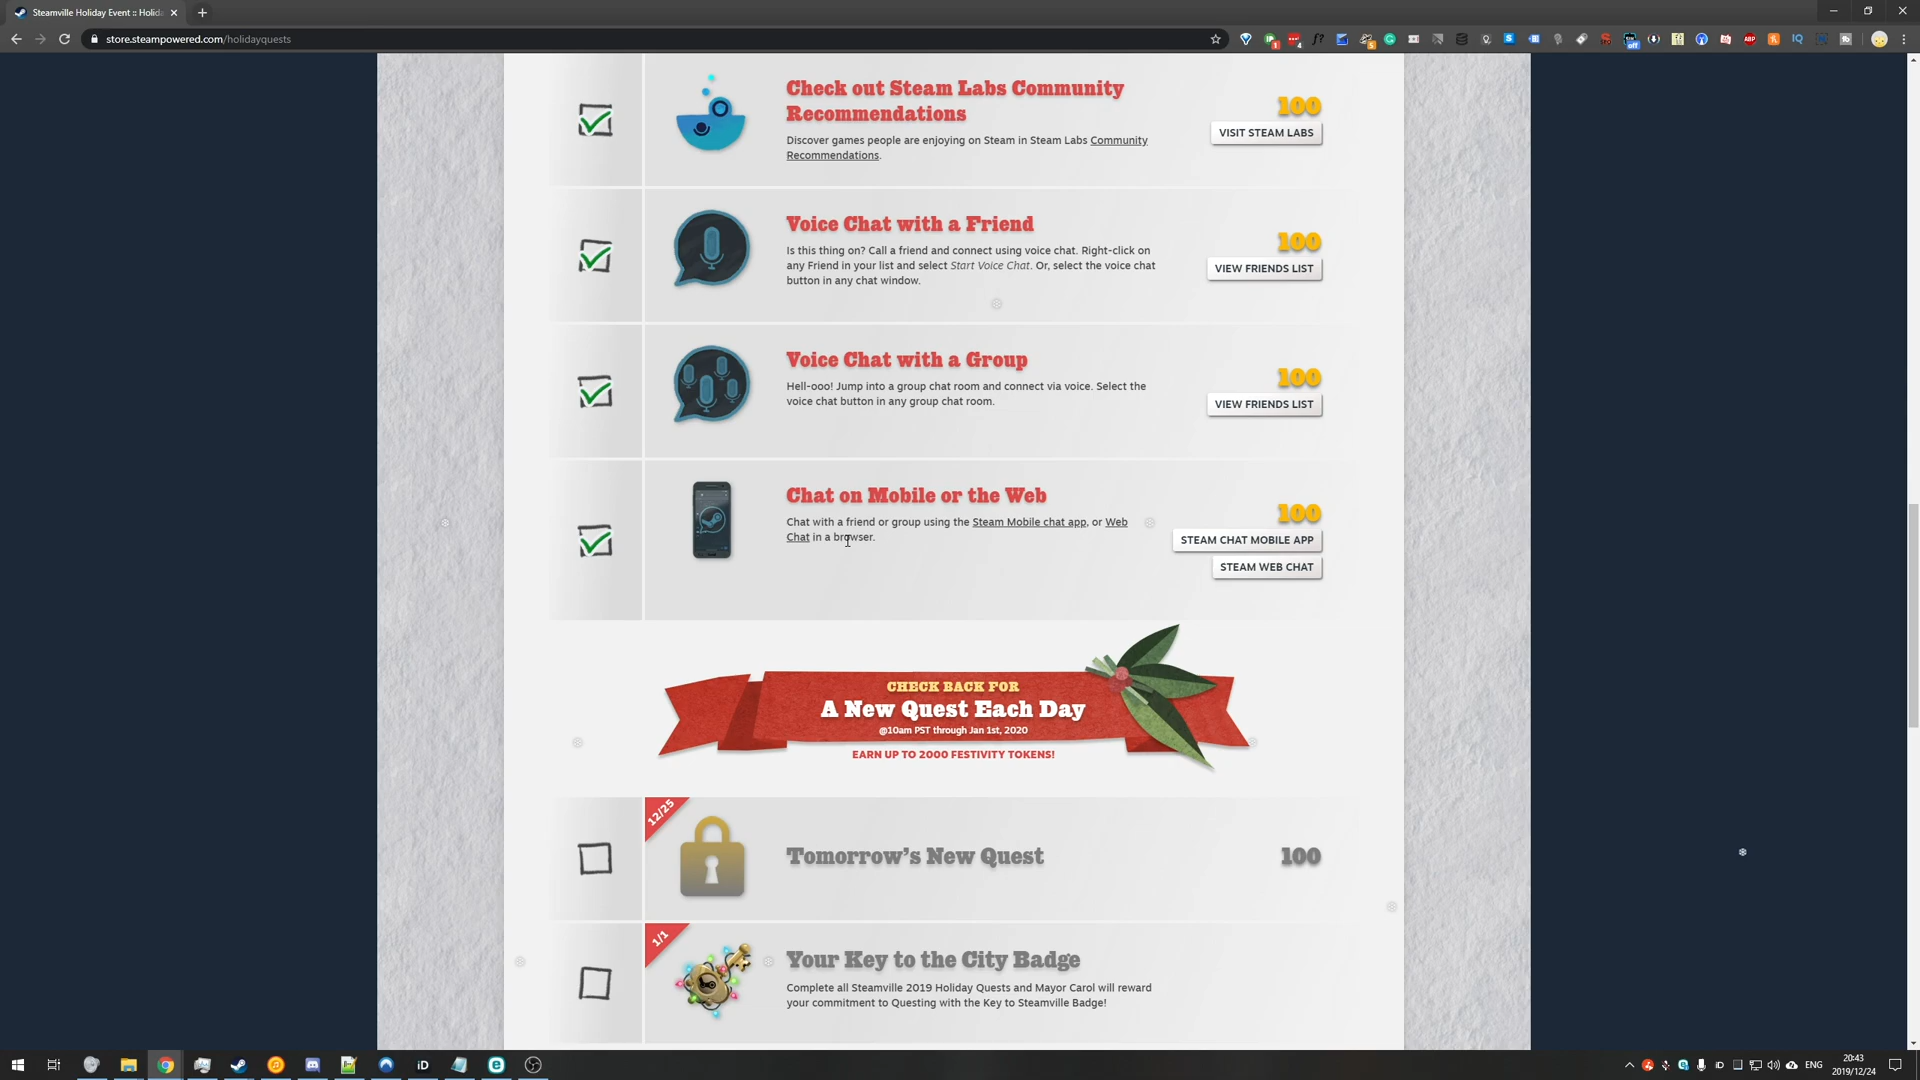 Steamville Holiday Event :: Holid
store.steampowered.com/holidayquests
Check out Steam Labs Community
Recommendations
Discover games people are enjoying on Steam in Steam Labs Community
Recommendations.
100
VISIT STEAM LABS
Voice Chat with a Friend
Is this thing on? Call a friend and connect using voice chat. Right-click on
any Friend in your list and select Start Voice Chat. Or, select the voice chat
button in any chat window.
100
VIEW FRIENDS LIST
Voice Chat with a Group
Hell-ooo! Jump into a group chat room and connect via voice. Select the
voice chat button in any group chat room.
100
VIEW FRIENDS LIST
Chat on Mobile or the Web
Chat with a friend or group using the Steam Mobile chat app, or Web
Chat in a browser.
100
STEAM CHAT MOBILE APP
STEAM WEB CHAT
CHECK BACK FOR
A New Quest Each Day
@10am PST through Jan 1st, 2020
EARN UP TO 2000 FESTIVITY TOKENS!
12/25
Tomorrow's New Quest
100
1/1
Your Key to the City Badge
Complete all Steamville 2019 Holiday Quests and Mayor Carol will reward
your commitment to Questing with the Key to Steamville Badge!
ENG
20:43
2019/12/24